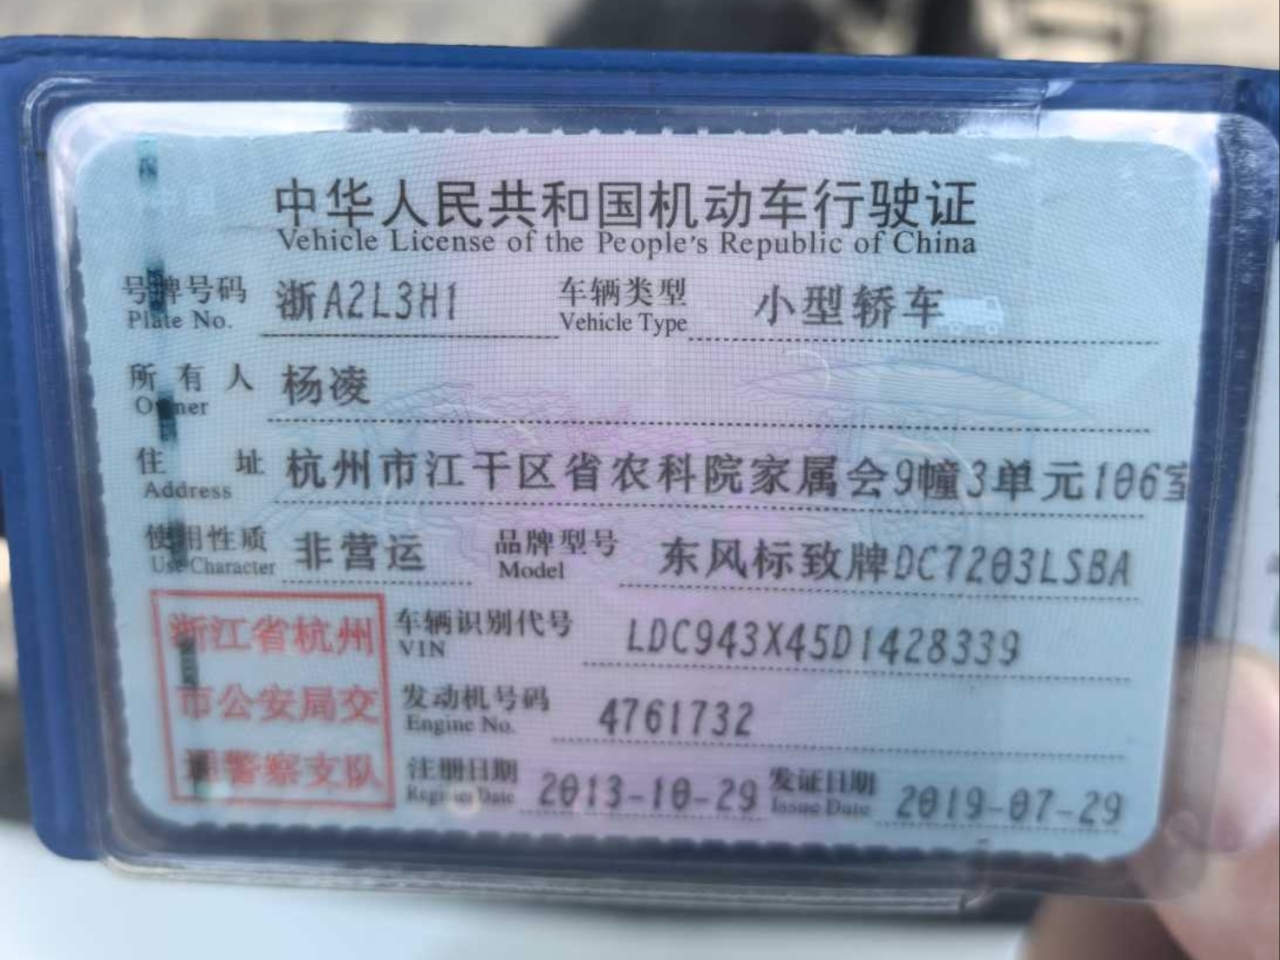 中华人民共和国机动车行驶证
Vehicle License of the People's Republic of China
号牌号码 浙A2L3H1 车辆类型 小型轿车
Plate No. Vehicle Type
所有人 杨凌
Owner
住址 杭州市江干区省农科院家属会9幢3单元106室
Address
使用性质 非营运 品牌型号 东风标致牌DC7203LSBA
Use Character Model
浙江省杭州 车辆识别代号 LDC943X45D1428339
VIN
市公安局交 发动机号码 4761732
Engine No.
通警察支队 注册日期 2013-10-29 发证日期 2019-07-29
Register Date Issue Date